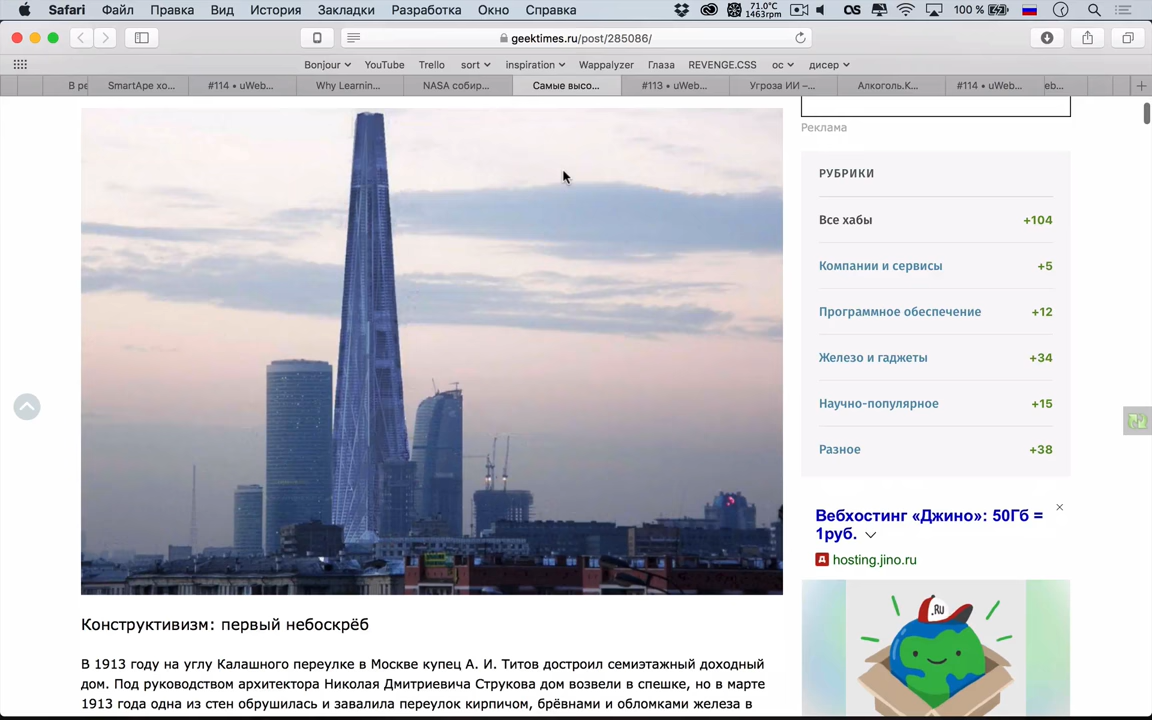 Safari Файл Правка Вид История Закладки Разработка Окно Справка 71.0°C 1463rpm 100 %
geektimes.ru/post/285086/
Bonjour YouTube Trello sort inspiration Wappalyzer Глаза REVENGE.CSS ос дисер
В ре SmartApe хо... #114 • uWeb... Why Learnin... NASA собир... Самые высо... #113 • uWeb... Угроза ИИ –... Алкоголь.К... #114 • uWeb... eb...
Реклама
РУБРИКИ
Все хабы +104
Компании и сервисы +5
Программное обеспечение +12
Железо и гаджеты +34
Научно-популярное +15
Разное +38
Вебхостинг «Джино»: 50Гб =
1руб.
hosting.jino.ru
.RU
Конструктивизм: первый небоскрёб
В 1913 году на углу Калашного переулке в Москве купец А. И. Титов достроил семиэтажный доходный
дом. Под руководством архитектора Николая Дмитриевича Струкова дом возвели в спешке, но в марте
1913 года одна из стен обрушилась и завалила переулок кирпичом, брёвнами и обломками железа в